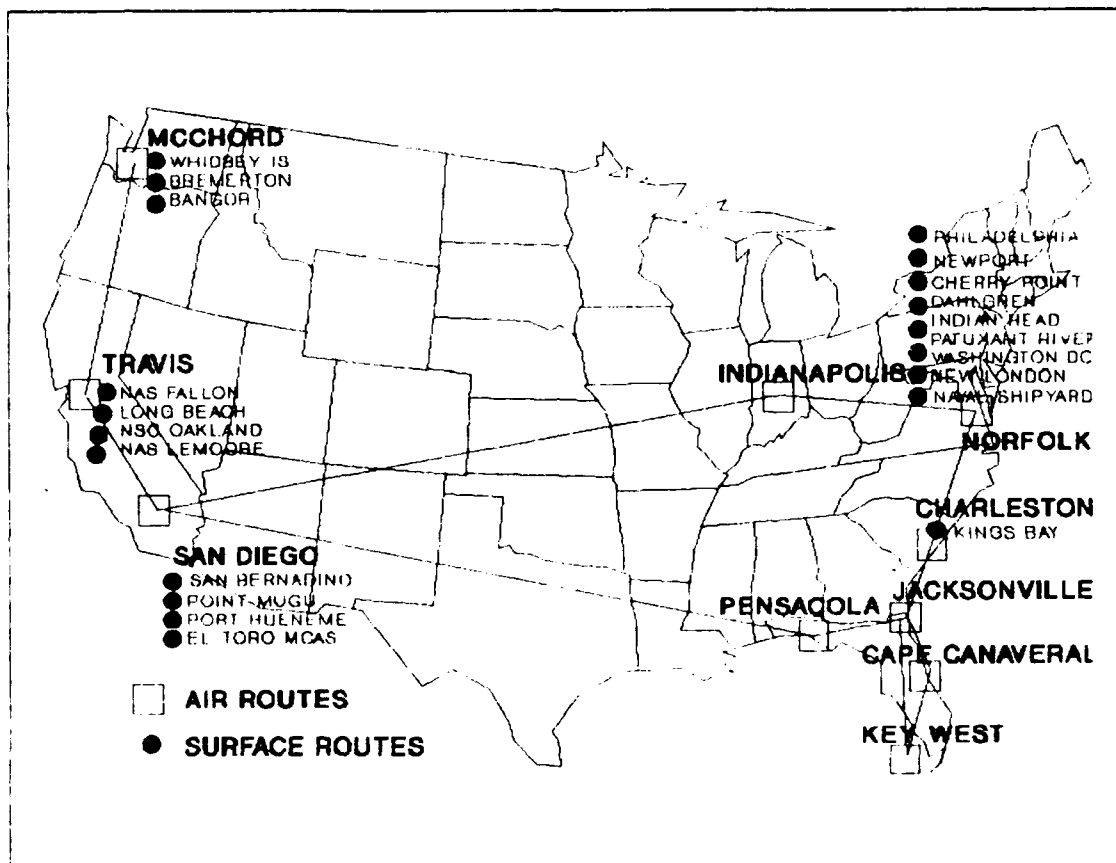 MCCHORD
WHIDBEY IS
BREMERTON
BANGOR
TRAVIS
NAS FALLON
LONG BEACH
NSC OAKLAND
NAS LEMOORE
SAN DIEGO
SAN BERNADINO
POINT MUGU
PORT HUENEME
EL TORO MCAS
INDIANAPOLIS
PHILADELPHIA
NEWPORT
CHERRY POINT
DAHLGREN
INDIAN HEAD
PATUXANT RIVER
WASHINGTON DC
NEW LONDON
NAVAL SHIPYARD
NORFOLK
CHARLESTON
KINGS BAY
JACKSONVILLE
PENSACOLA
CAPE CANAVERAL
KEY WEST
AIR ROUTES
SURFACE ROUTES